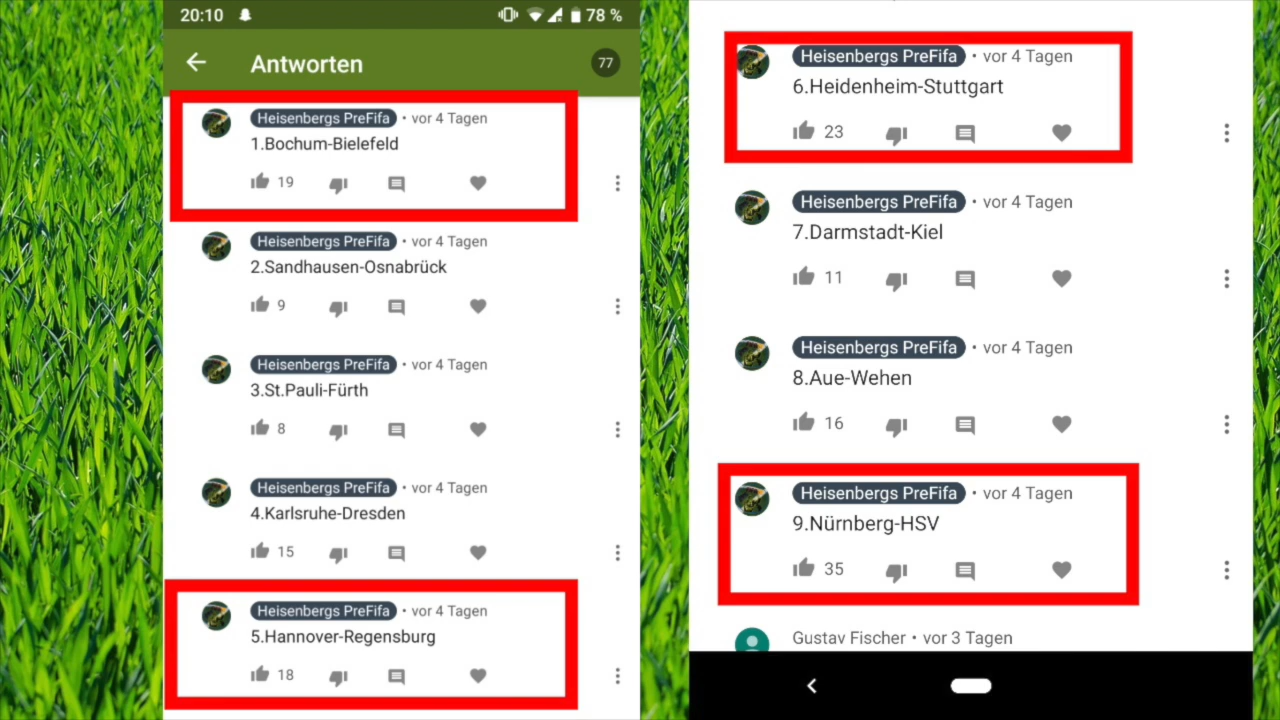 20:10
78 %
Antworten
77
Heisenbergs PreFifa • vor 4 Tagen
1.Bochum-Bielefeld
19
Heisenbergs PreFifa • vor 4 Tagen
2.Sandhausen-Osnabrück
9
Heisenbergs PreFifa • vor 4 Tagen
3.St.Pauli-Fürth
8
Heisenbergs PreFifa • vor 4 Tagen
4.Karlsruhe-Dresden
15
Heisenbergs PreFifa • vor 4 Tagen
5.Hannover-Regensburg
18
Heisenbergs PreFifa • vor 4 Tagen
6.Heidenheim-Stuttgart
23
Heisenbergs PreFifa • vor 4 Tagen
7.Darmstadt-Kiel
11
Heisenbergs PreFifa • vor 4 Tagen
8.Aue-Wehen
16
Heisenbergs PreFifa • vor 4 Tagen
9.Nürnberg-HSV
35
Gustav Fischer • vor 3 Tagen